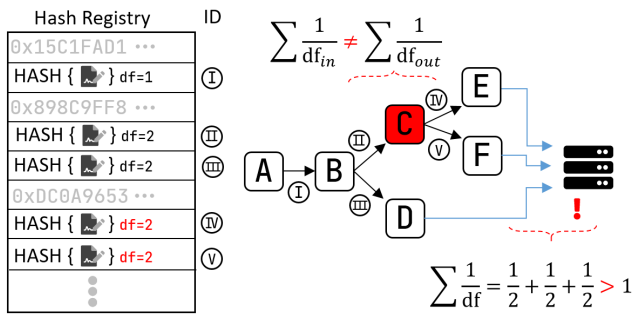 Hash Registry ID
0x15C1FAD1 ···
HASH { } df=1 Ⅰ
0x898C9FF8 ···
HASH { } df=2 Ⅱ
HASH { } df=2 Ⅲ
0xDC0A9653 ···
HASH { } df=2 Ⅳ
HASH { } df=2 Ⅴ
∑ 1/df_in ≠ ∑ 1/df_out
A
Ⅰ
B
Ⅱ
Ⅲ
C
D
Ⅳ
Ⅴ
E
F
!
∑ 1/df = 1/2 + 1/2 + 1/2 > 1